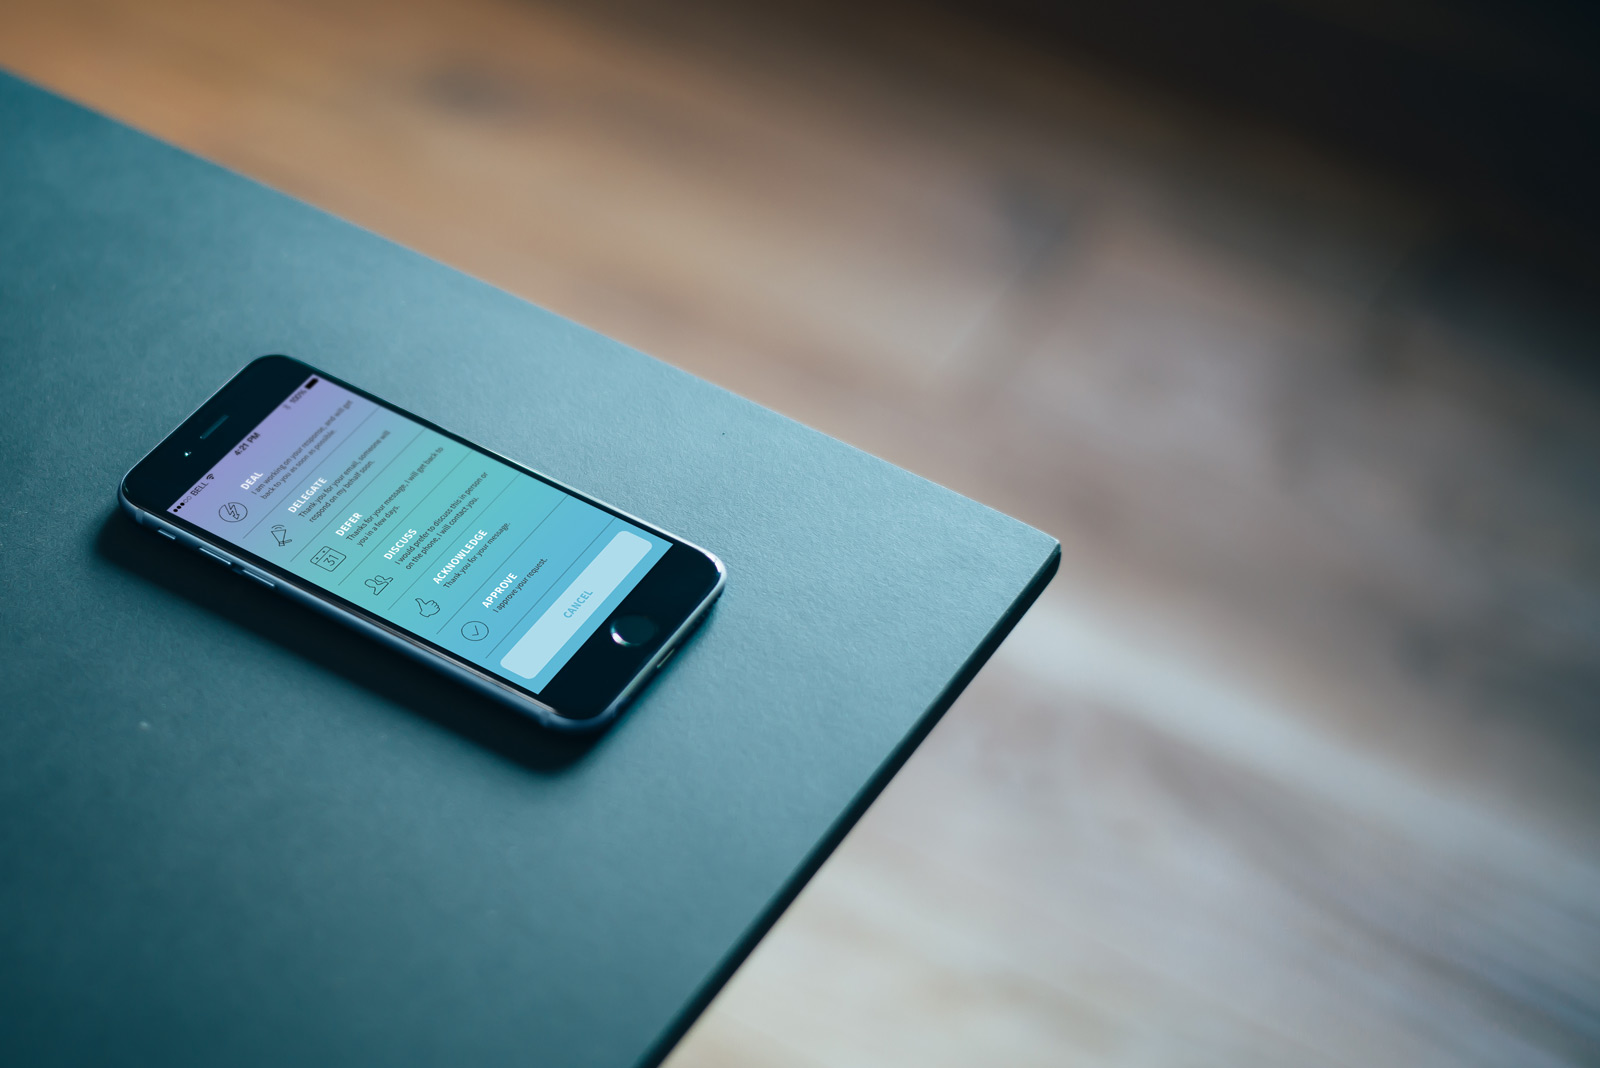 BELL 4:21 PM 100%
DEAL
I am working on your response, and will get
back to you as soon as possible.
DELEGATE
Thank you for your email, someone will
respond on my behalf soon.
31
DEFER
Thanks for your message, I will get back to
you in a few days.
DISCUSS
I would prefer to discuss this in person or
on the phone, I will contact you.
ACKNOWLEDGE
Thank you for your message.
APPROVE
I approve your request.
CANCEL